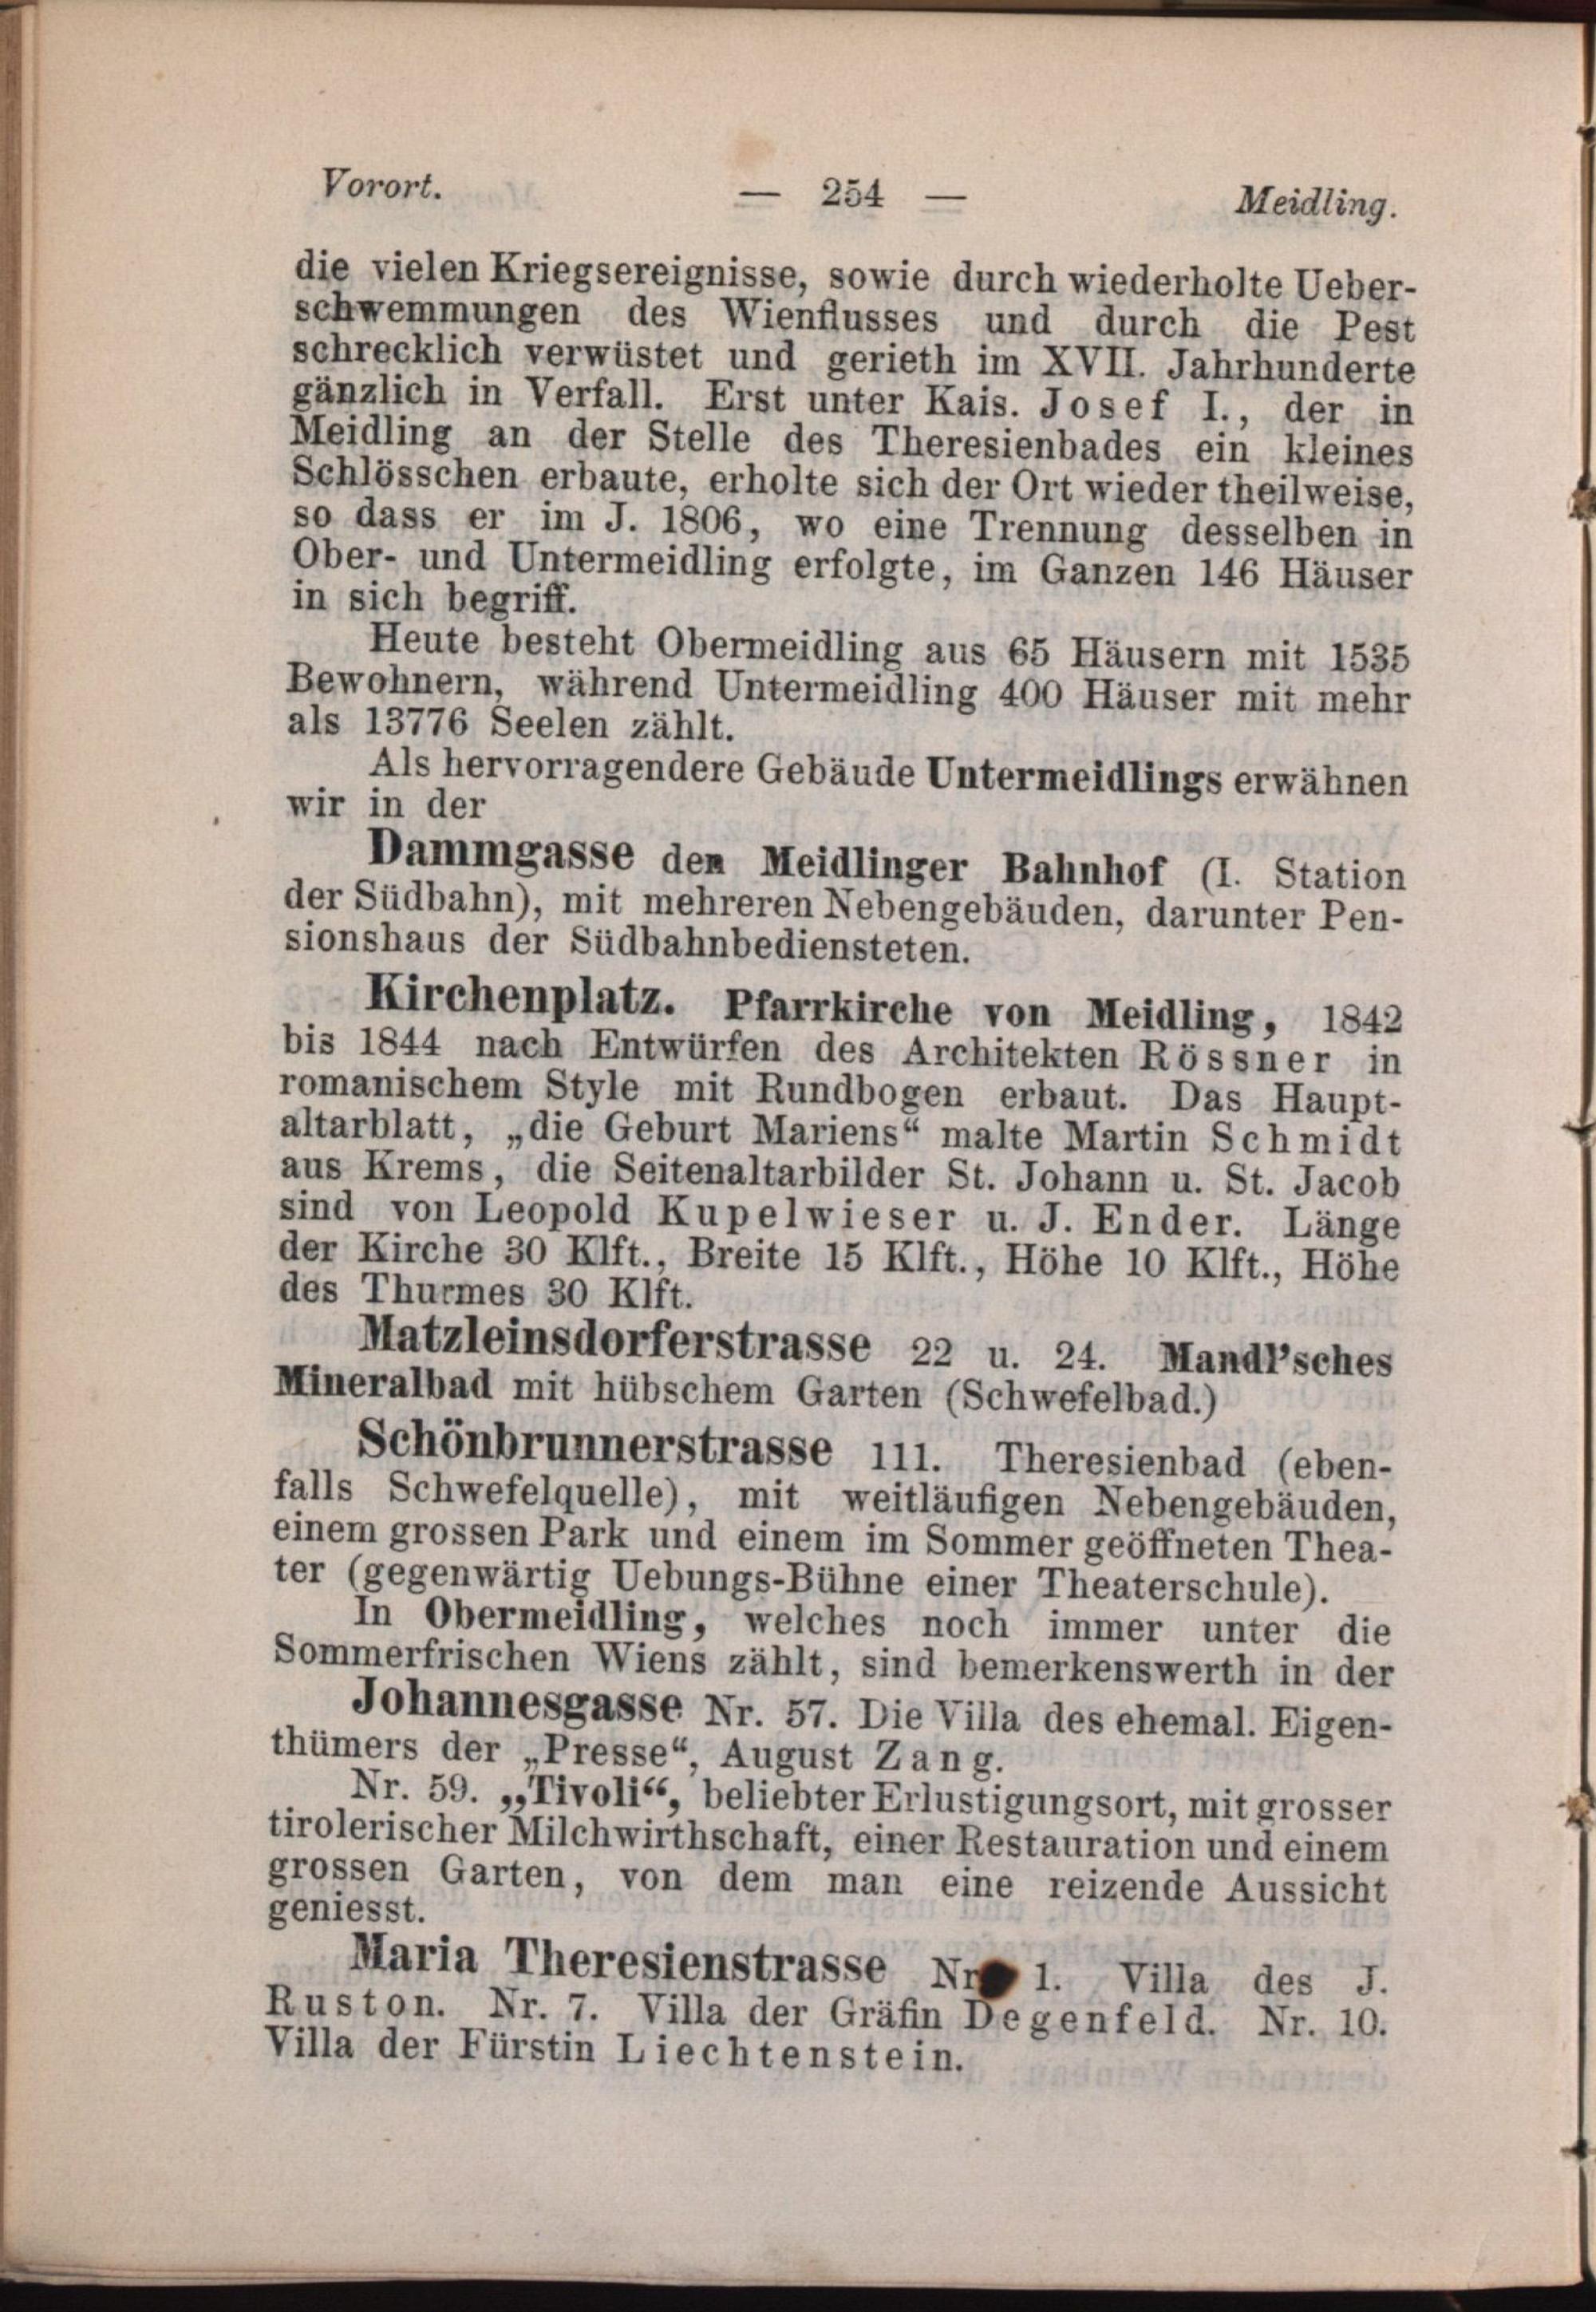 Vorort. — 254 — Meidling.
die vielen Kriegsereignisse, sowie durch wiederholte Ueber-
schwemmungen des Wienflusses und durch die Pest
schrecklich verwüstet und gerieth im XVII. Jahrhunderte
gänzlich in Verfall. Erst unter Kais. Josef I., der in
Meidling an der Stelle des Theresienbades ein kleines
Schlösschen erbaute, erholte sich der Ort wieder theilweise,
so dass er im J. 1806, wo eine Trennung desselben in
Ober- und Untermeidling erfolgte, im Ganzen 146 Häuser
in sich begriff.
Heute besteht Obermeidling aus 65 Häusern mit 1535
Bewohnern, während Untermeidling 400 Häuser mit mehr
als 13776 Seelen zählt.
Als hervorragendere Gebäude Untermeidlings erwähnen
wir in der
Dammgasse den Meidlinger Bahnhof (I. Station
der Südbahn), mit mehreren Nebengebäuden, darunter Pen-
sionshaus der Südbahnbediensteten.
Kirchenplatz. Pfarrkirche von Meidling, 1842
bis 1844 nach Entwürfen des Architekten Rössner in
romanischem Style mit Rundbogen erbaut. Das Haupt-
altarblatt, „die Geburt Mariens“ malte Martin Schmidt
aus Krems, die Seitenaltarbilder St. Johann u. St. Jacob
sind von Leopold Kupelwieser u. J. Ender. Länge
der Kirche 30 Klft., Breite 15 Klft., Höhe 10 Klft., Höhe
des Thurmes 30 Klft.
Matzleinsdorferstrasse 22 u. 24. Mandl’sches
Mineralbad mit hübschem Garten (Schwefelbad.)
Schönbrunnerstrasse 111. Theresienbad (eben-
falls Schwefelquelle), mit weitläufigen Nebengebäuden,
einem grossen Park und einem im Sommer geöffneten Thea-
ter (gegenwärtig Uebungs-Bühne einer Theaterschule).
In Obermeidling, welches noch immer unter die
Sommerfrischen Wiens zählt, sind bemerkenswerth in der
Johannesgasse Nr. 57. Die Villa des ehemal. Eigen-
thümers der „Presse“, August Zang.
Nr. 59. „Tivoli“, beliebter Erlustigungsort, mit grosser
tirolerischer Milchwirthschaft, einer Restauration und einem
grossen Garten, von dem man eine reizende Aussicht
geniesst.
Maria Theresienstrasse Nr. 1. Villa des J.
Ruston. Nr. 7. Villa der Gräfin Degenfeld. Nr. 10.
Villa der Fürstin Liechtenstein.